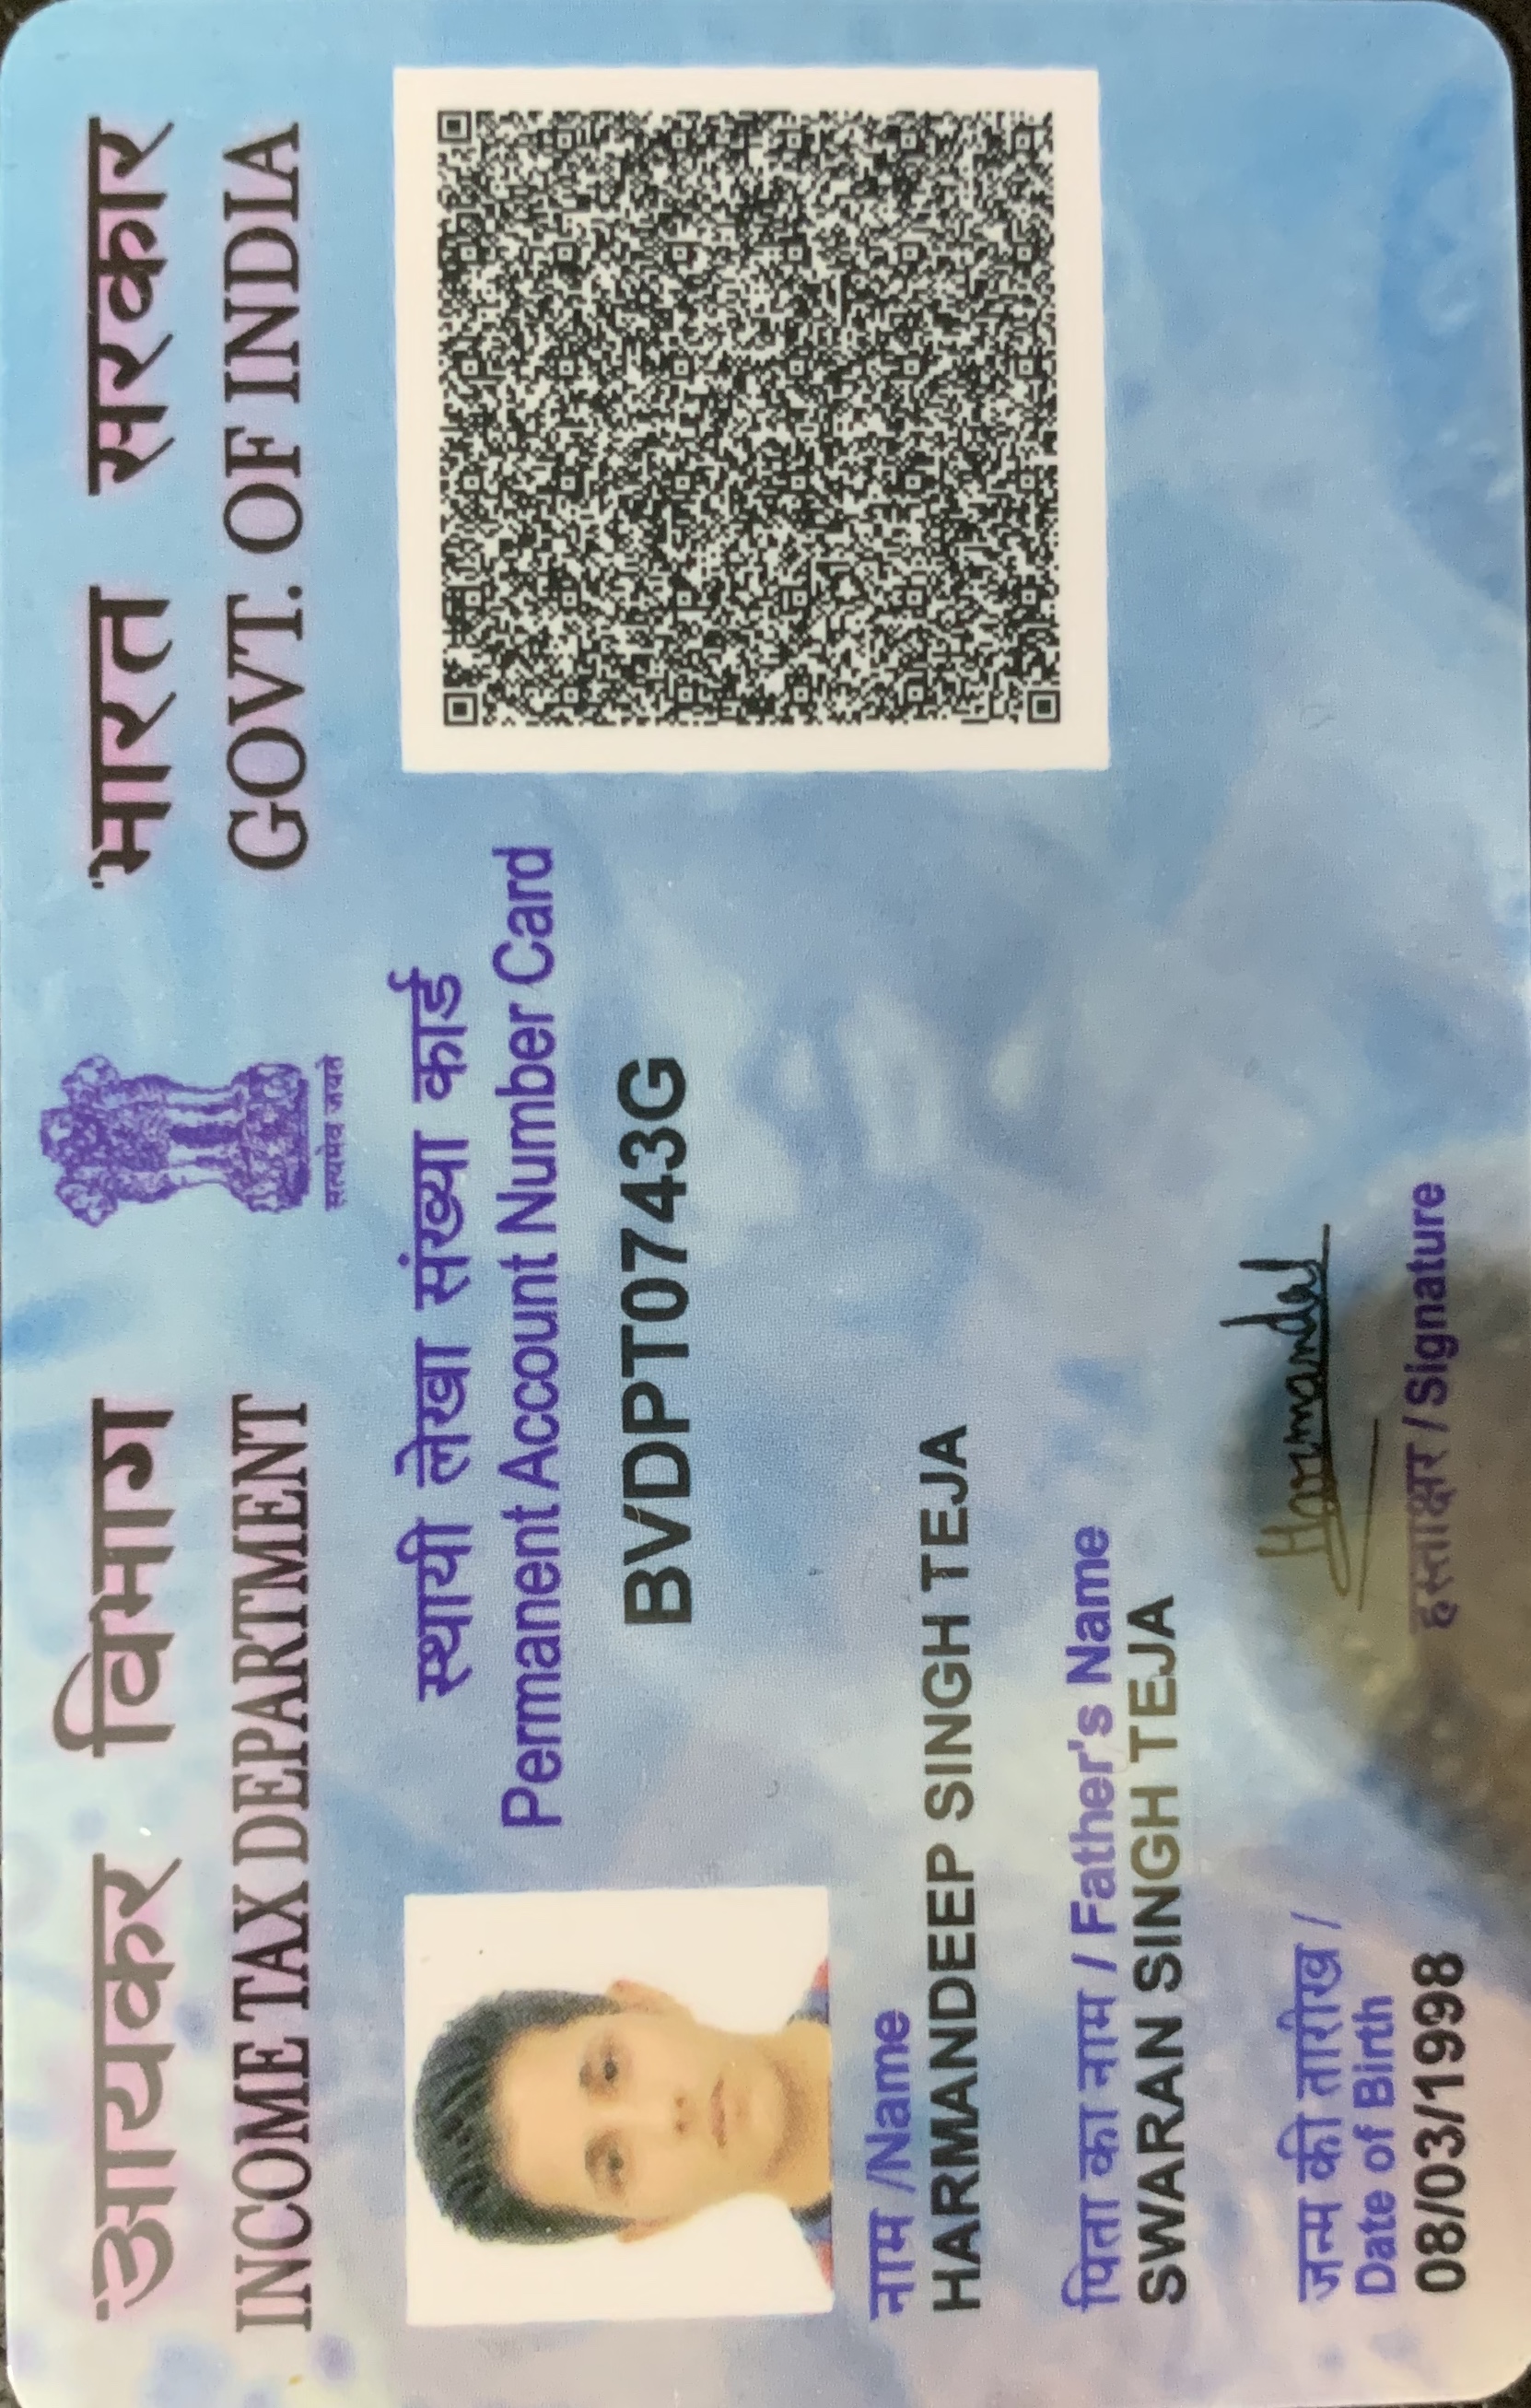 आयकर विभाग
INCOME TAX DEPARTMENT
सत्यमेव जयते
भारत सरकार
GOVT. OF INDIA
स्थायी लेखा संख्या कार्ड
Permanent Account Number Card
BVDPT0743G
नाम /Name
HARMANDEEP SINGH TEJA
पिता का नाम / Father's Name
SWARAN SINGH TEJA
जन्म की तारीख /
Date of Birth
08/03/1998
हस्ताक्षर / Signature